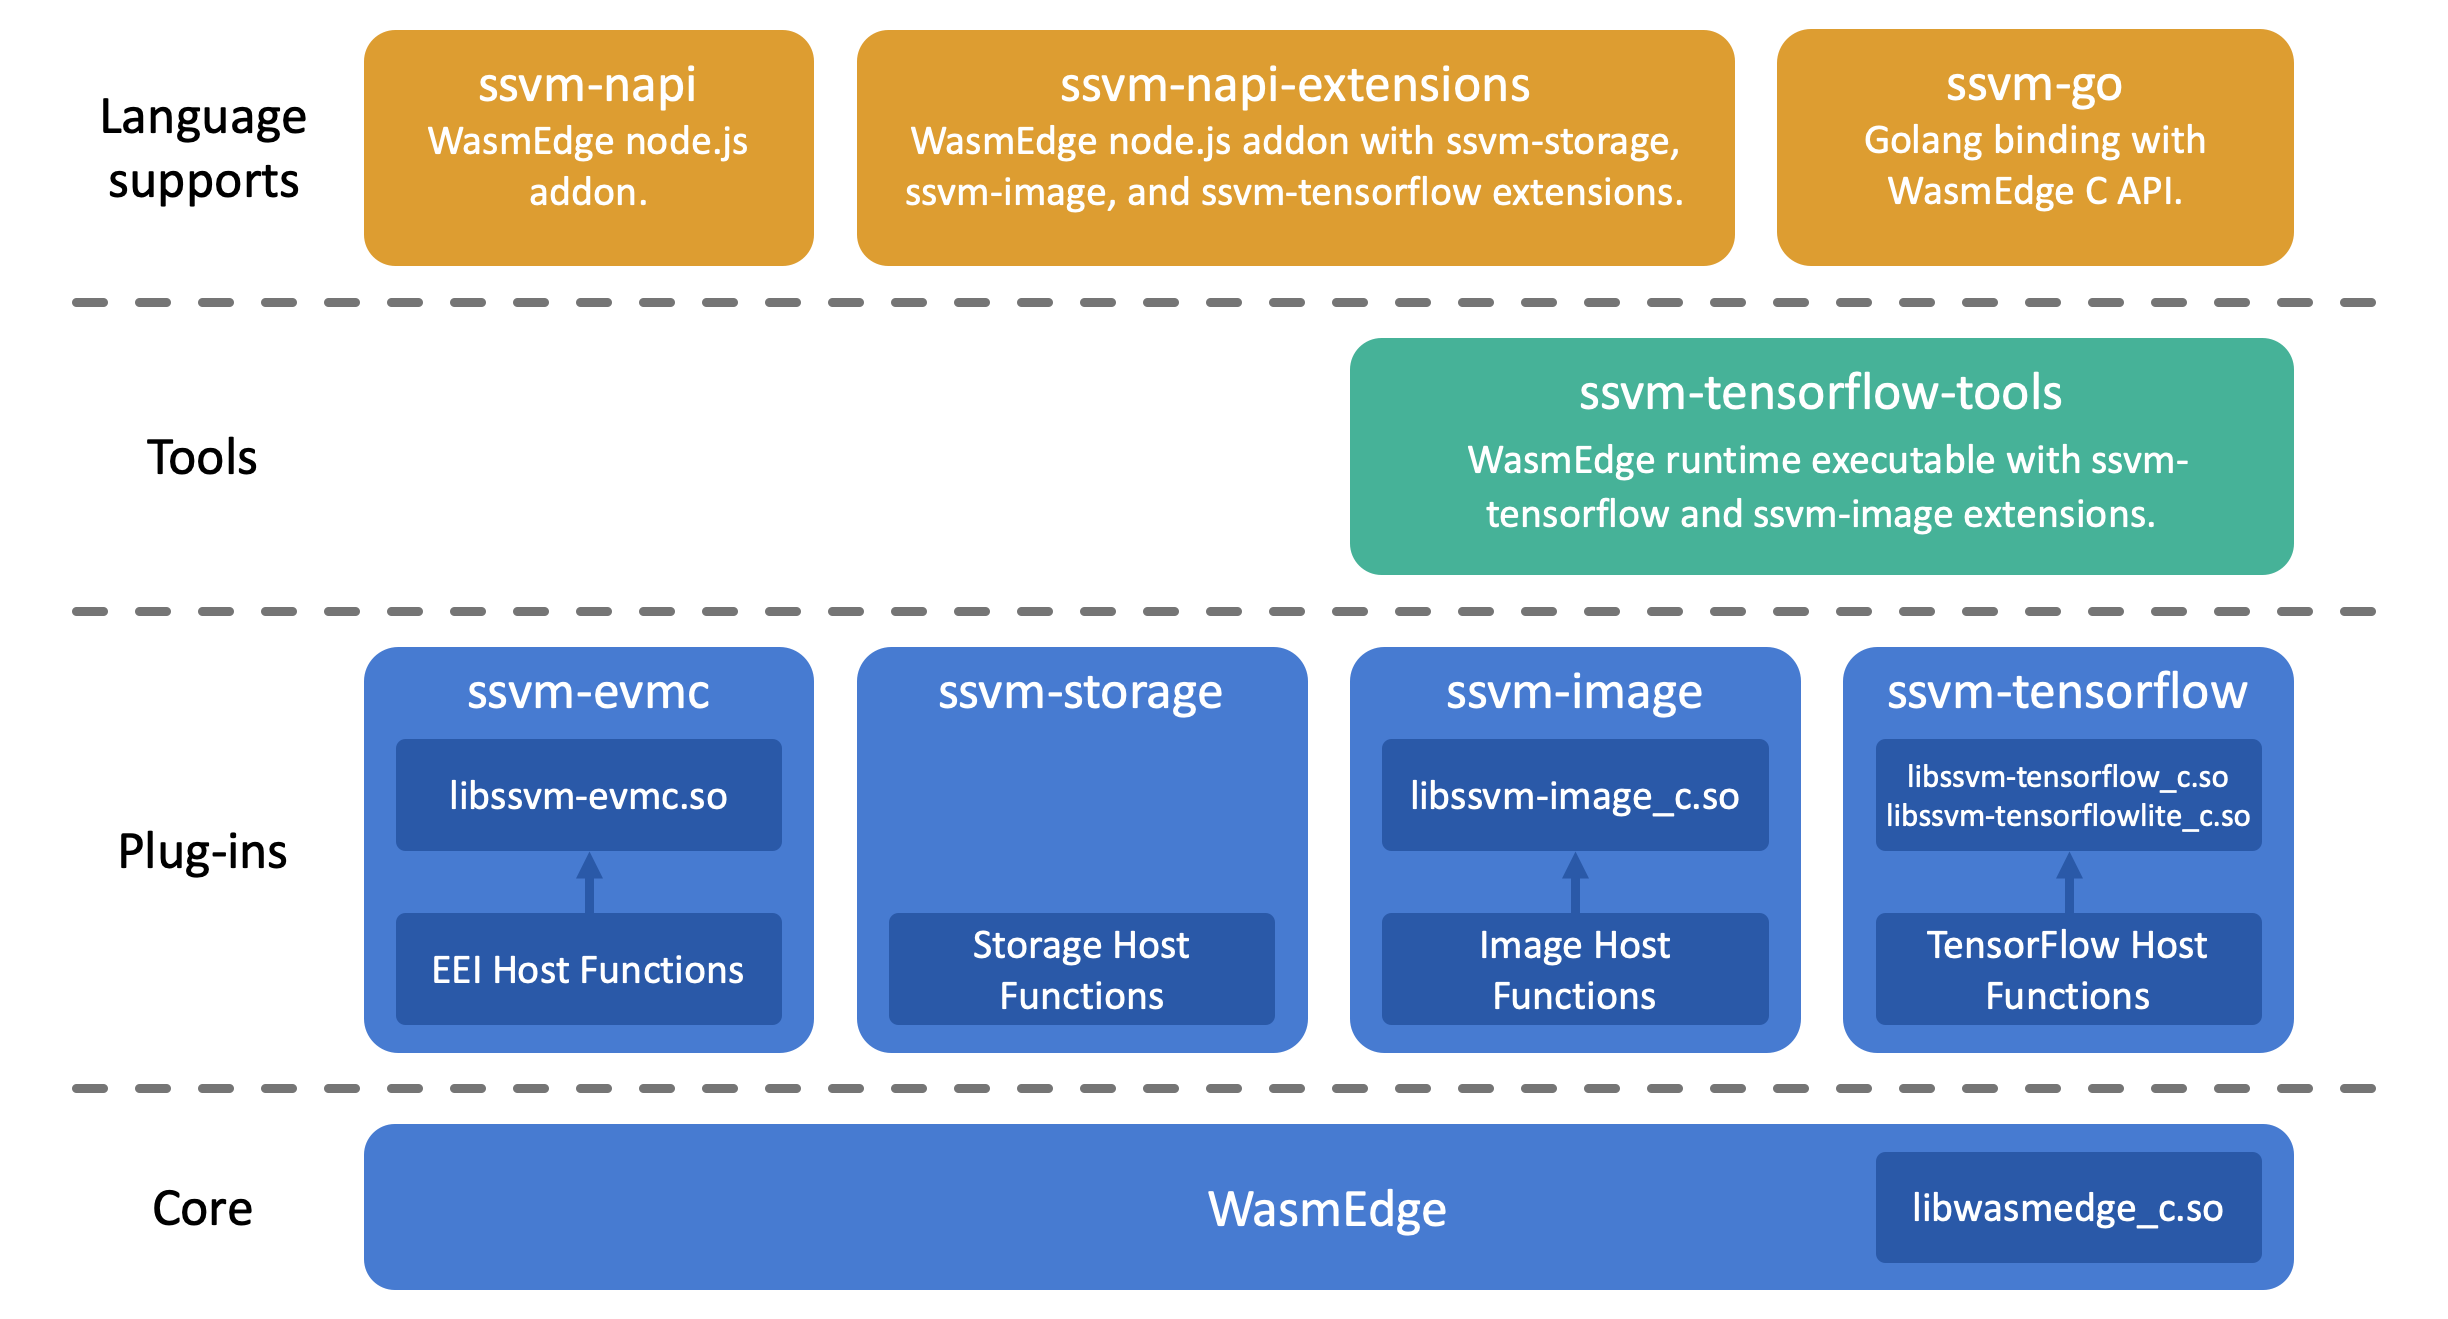 Language
supports
ssvm-napi
WasmEdge node.js
addon.
ssvm-napi-extensions
WasmEdge node.js addon with ssvm-storage,
ssvm-image, and ssvm-tensorflow extensions.
ssvm-go
Golang binding with
WasmEdge C API.
Tools
ssvm-tensorflow-tools
WasmEdge runtime executable with ssvm-
tensorflow and ssvm-image extensions.
Plug-ins
ssvm-evmc
libssvm-evmc.so
EEI Host Functions
ssvm-storage
Storage Host
Functions
ssvm-image
libssvm-image_c.so
Image Host
Functions
ssvm-tensorflow
libssvm-tensorflow_c.so
libssvm-tensorflowlite_c.so
TensorFlow Host
Functions
Core
WasmEdge
libwasmedge_c.so